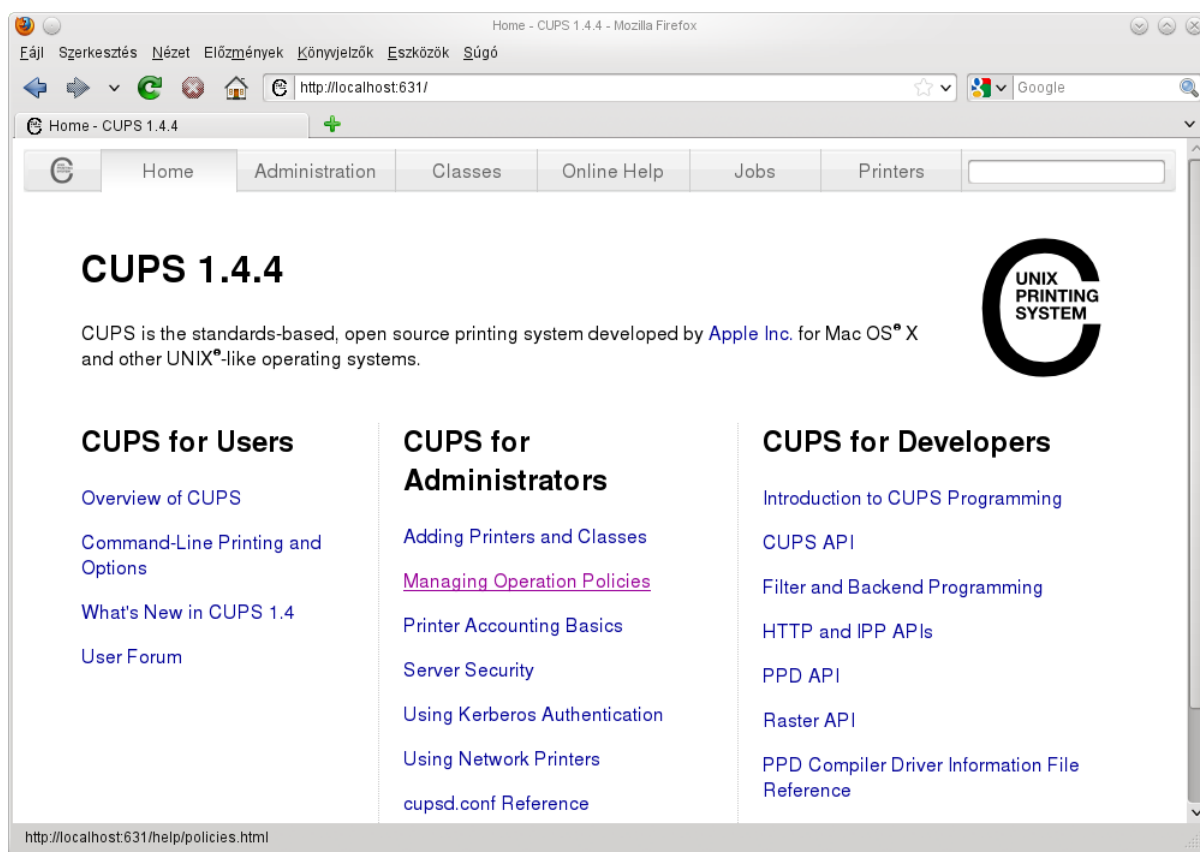 Home - CUPS 1.4.4 - Mozilla Firefox
Fájl Szerkesztés Nézet Előzmények Könyvjelzők Eszközök Súgó
http://localhost:631/
Google
Home - CUPS 1.4.4
Home Administration Classes Online Help Jobs Printers
CUPS 1.4.4
UNIX
PRINTING
SYSTEM
CUPS is the standards-based, open source printing system developed by Apple Inc. for Mac OS® X
and other UNIX®-like operating systems.
CUPS for Users
Overview of CUPS
Command-Line Printing and
Options
What's New in CUPS 1.4
User Forum
CUPS for
Administrators
Adding Printers and Classes
Managing Operation Policies
Printer Accounting Basics
Server Security
Using Kerberos Authentication
Using Network Printers
cupsd.conf Reference
CUPS for Developers
Introduction to CUPS Programming
CUPS API
Filter and Backend Programming
HTTP and IPP APIs
PPD API
Raster API
PPD Compiler Driver Information File
Reference
http://localhost:631/help/policies.html